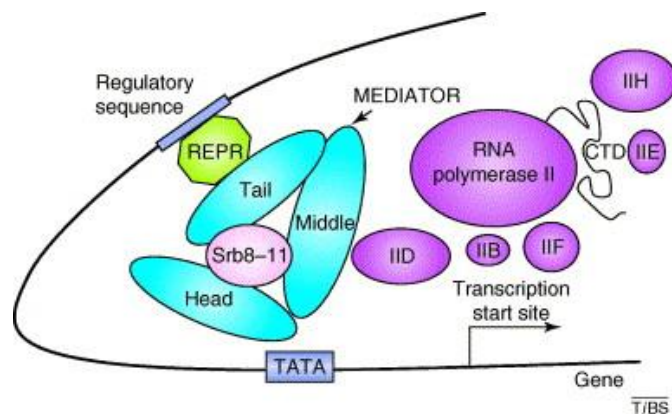 Regulatory
sequence
MEDIATOR
IIH
REPR
RNA
polymerase II
CTD
IIE
Tail
Middle
Srb8–11
IID
IIB
IIF
Head
Transcription
start site
TATA
Gene
TiBS